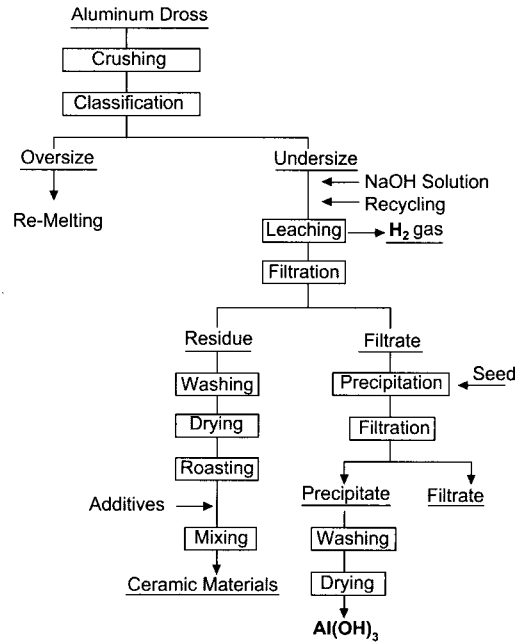 Aluminum Dross
Crushing
Classification
Oversize
Undersize
Re-Melting
NaOH Solution
Recycling
Leaching
H₂ gas
Filtration
Residue
Filtrate
Washing
Precipitation
Seed
Drying
Filtration
Roasting
Additives
Precipitate
Filtrate
Mixing
Washing
Ceramic Materials
Drying
Al(OH)₃